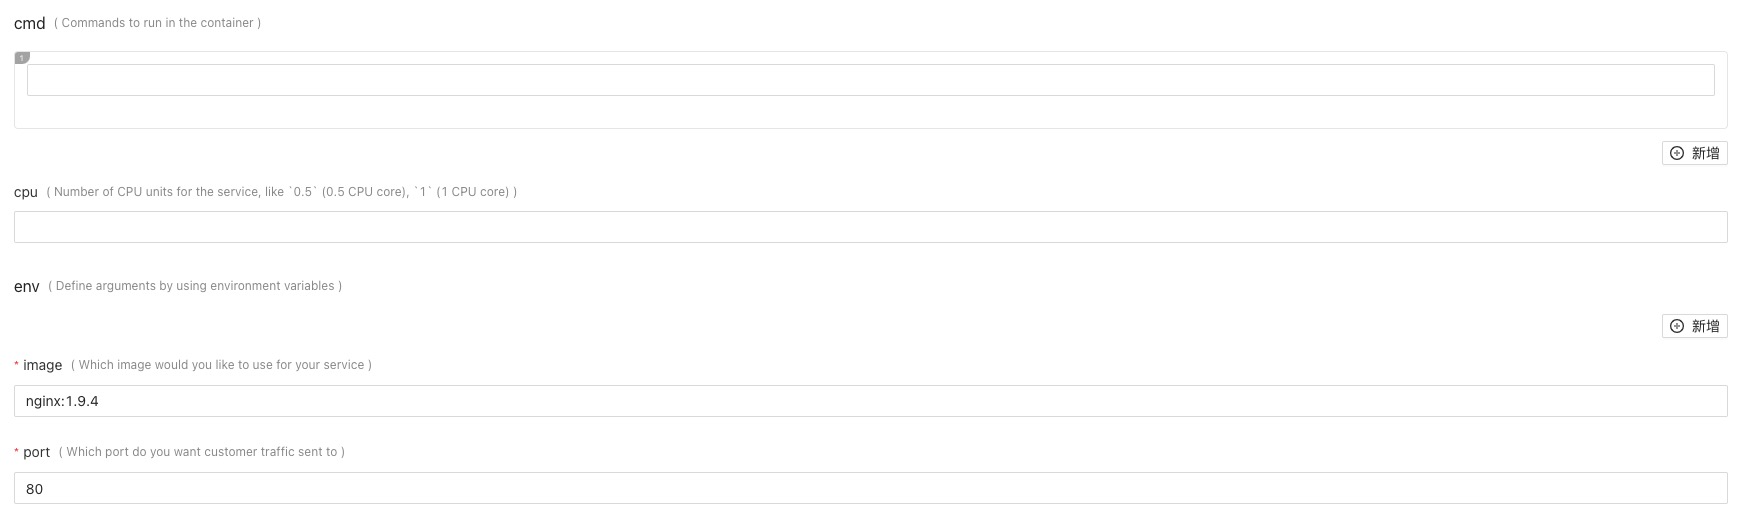 cmd ( Commands to run in the container )
1
新增
cpu ( Number of CPU units for the service, like `0.5` (0.5 CPU core), `1` (1 CPU core) )
env ( Define arguments by using environment variables )
新增
* image ( Which image would you like to use for your service )
nginx:1.9.4
* port ( Which port do you want customer traffic sent to )
80